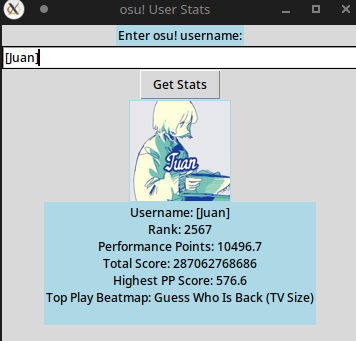 osu! User Stats
Enter osu! username:
[Juan]
Get Stats
Juan
Username: [Juan]
Rank: 2567
Performance Points: 10496.7
Total Score: 287062768686
Highest PP Score: 576.6
Top Play Beatmap: Guess Who Is Back (TV Size)